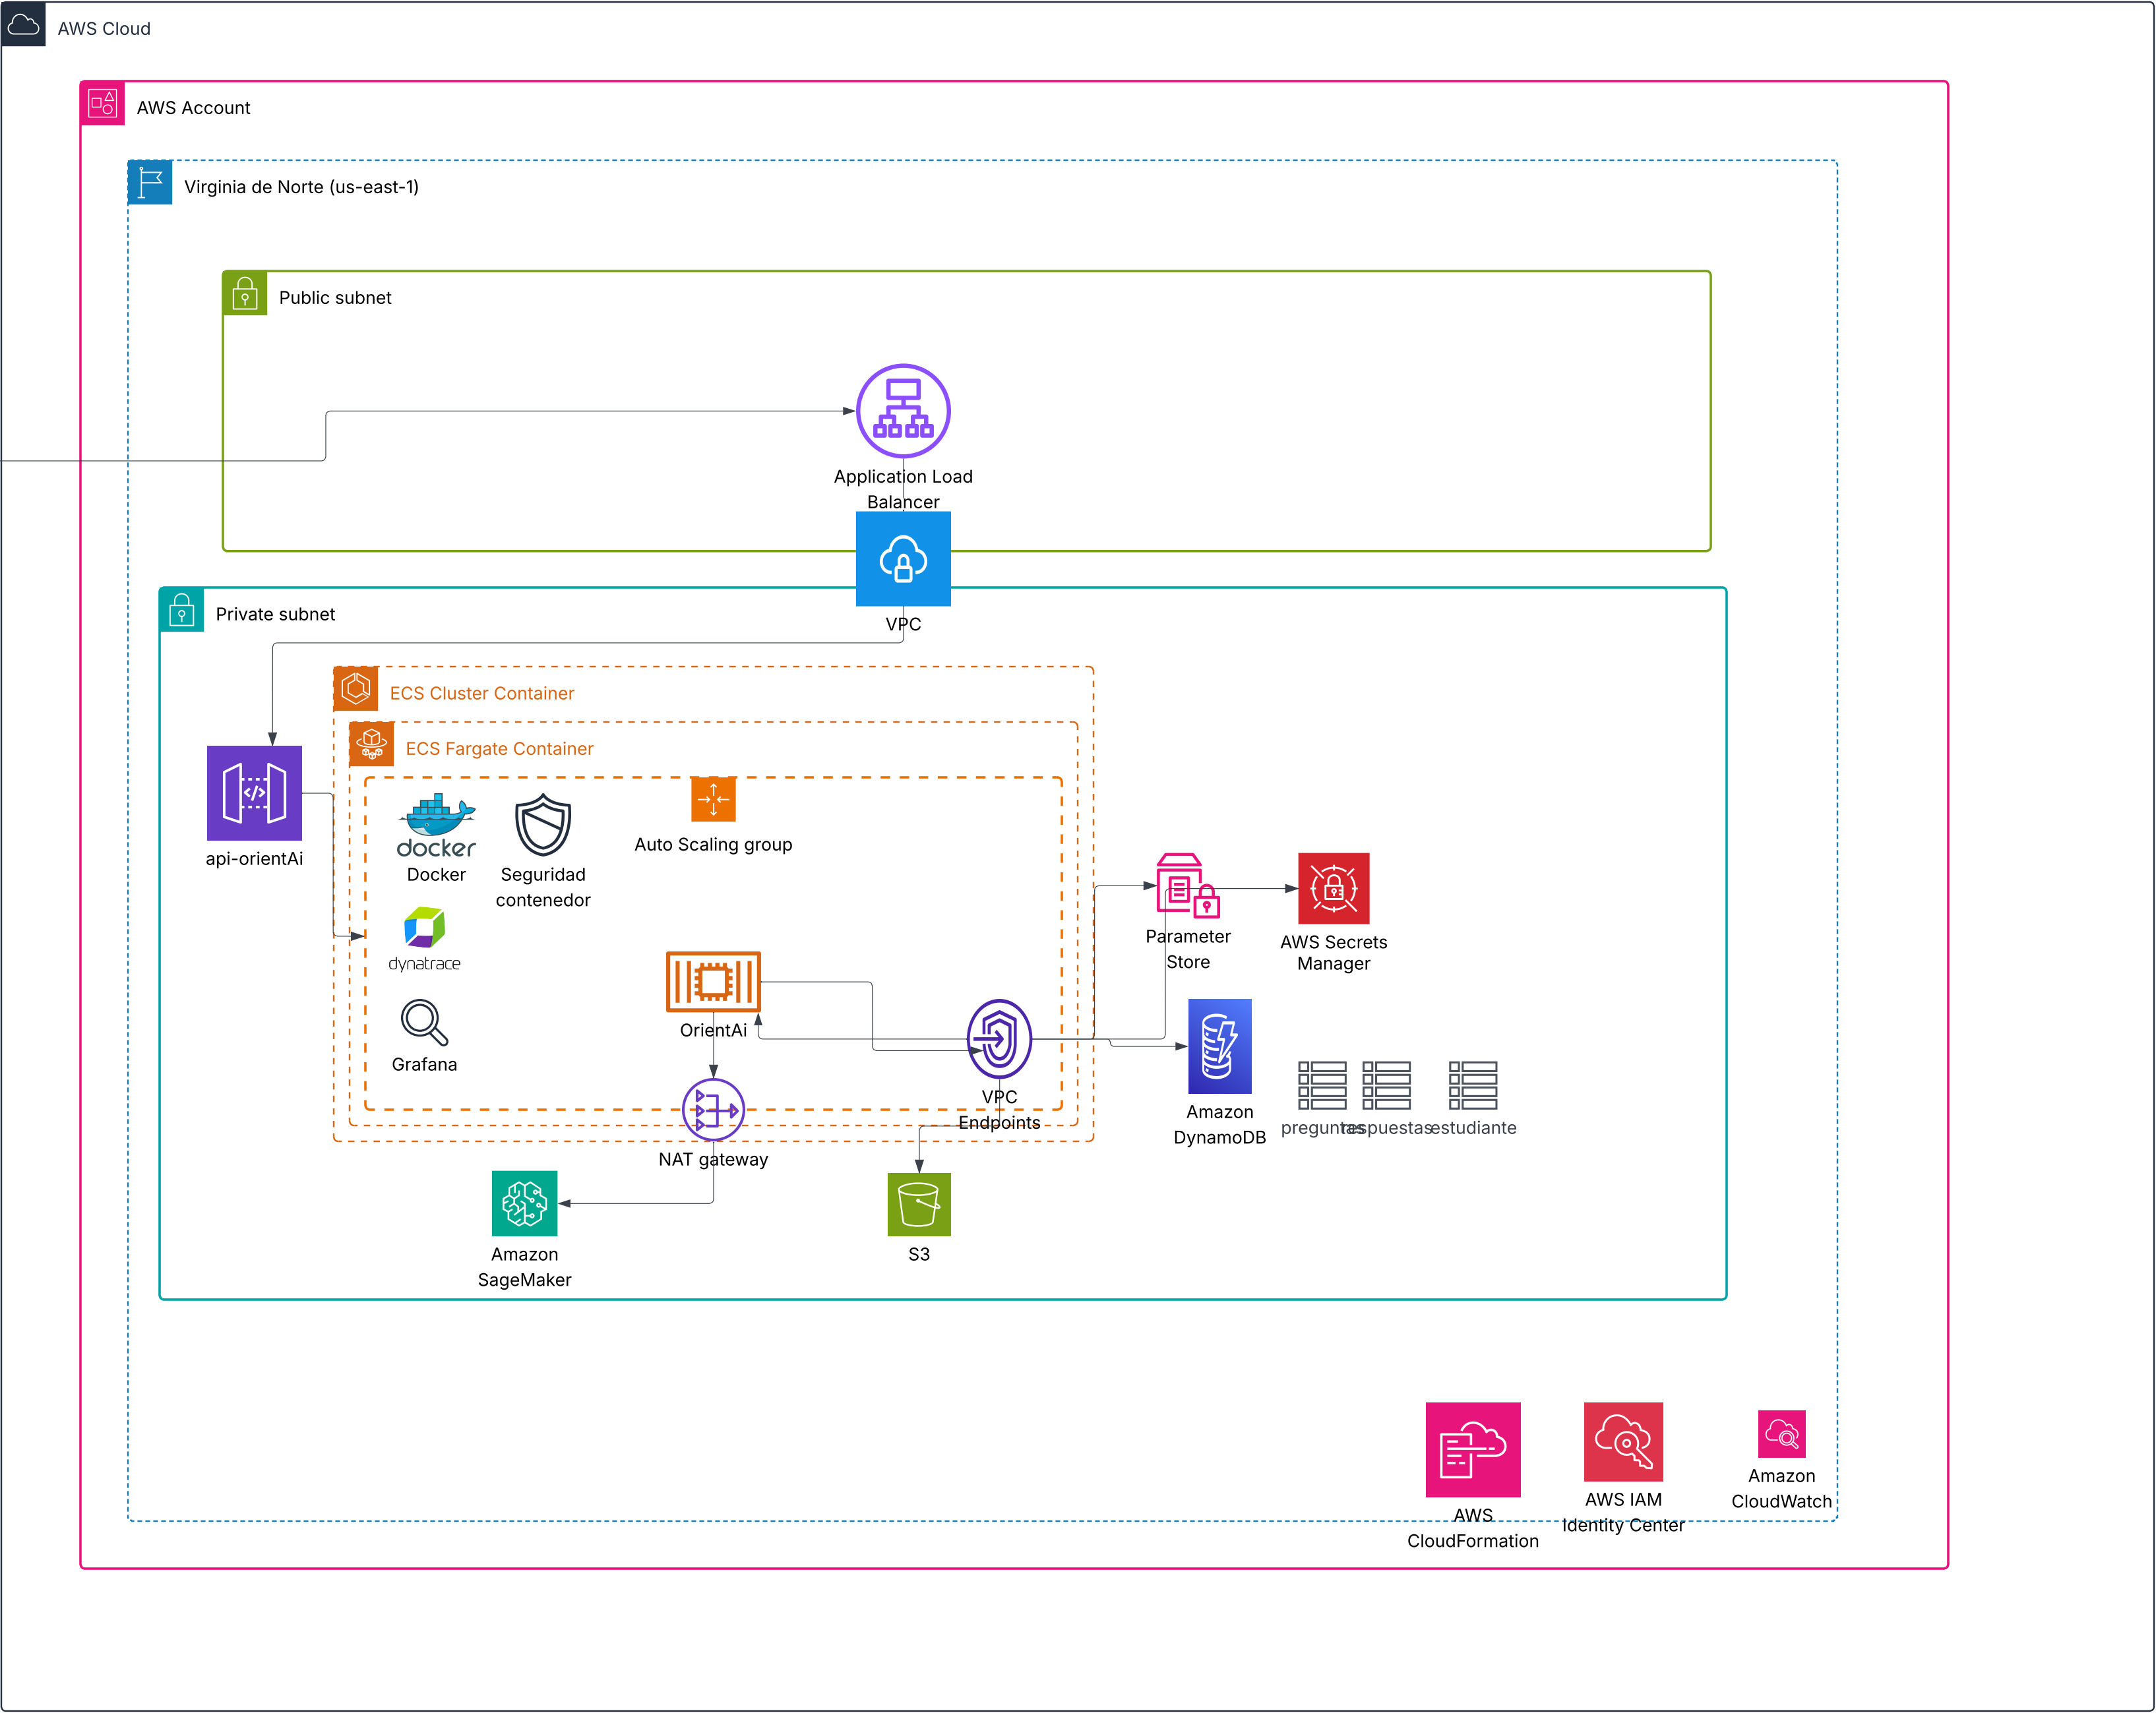 AWS Cloud
AWS Account
Virginia de Norte (us-east-1)
Public subnet
Application Load
Balancer
VPC
Private subnet
ECS Cluster Container
ECS Fargate Container
api-orientAi
docker
Docker
Seguridad
contenedor
Auto Scaling group
dynatrace
Grafana
OrientAi
VPC
Endpoints
NAT gateway
Parameter
Store
AWS Secrets
Manager
Amazon
DynamoDB
preguntas
respuestas
estudiante
Amazon
SageMaker
S3
AWS
CloudFormation
AWS IAM
Identity Center
Amazon
CloudWatch